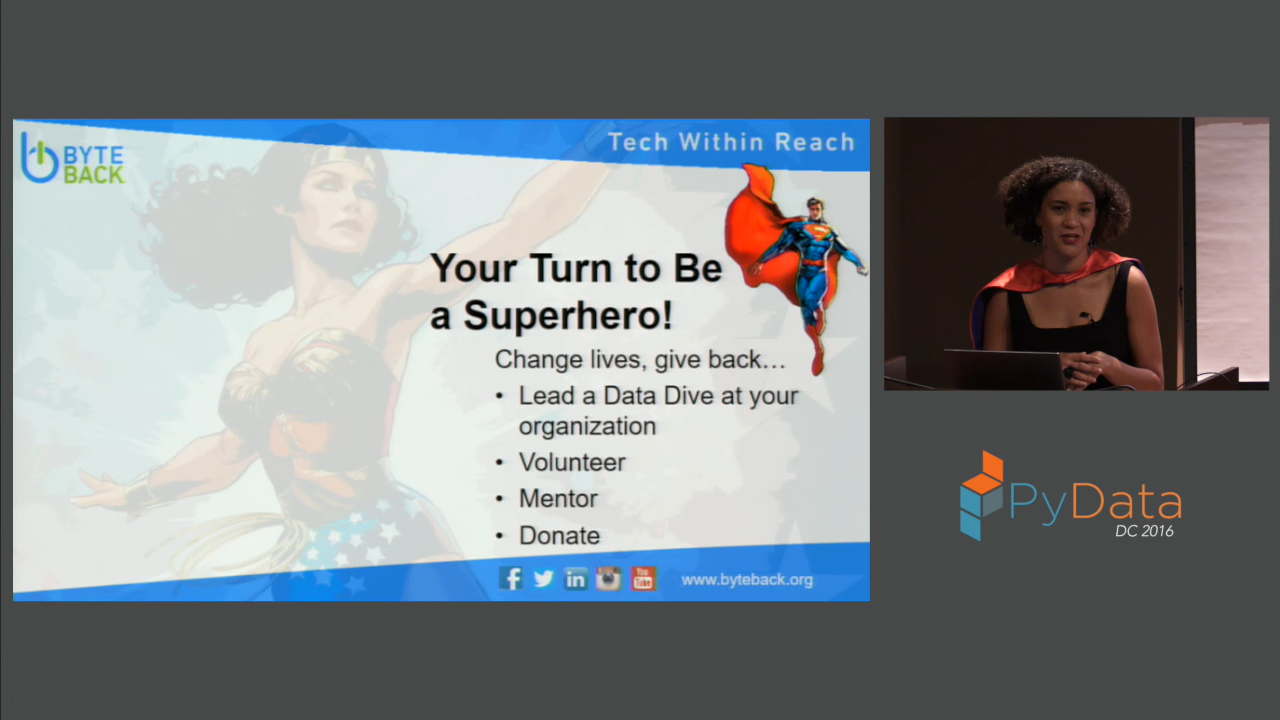 BYTE
BACK
Tech Within Reach
Your Turn to Be
a Superhero!
Change lives, give back…
• Lead a Data Dive at your
organization
• Volunteer
• Mentor
• Donate
www.byteback.org
PyData
DC 2016